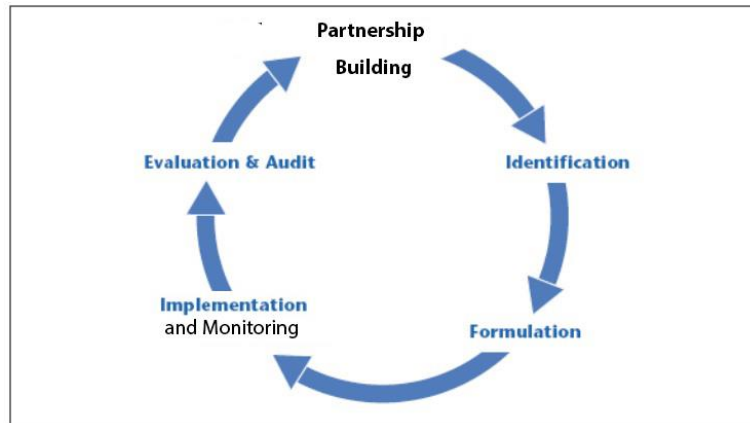 Partnership
Building
Identification
Formulation
Implementation
and Monitoring
Evaluation & Audit